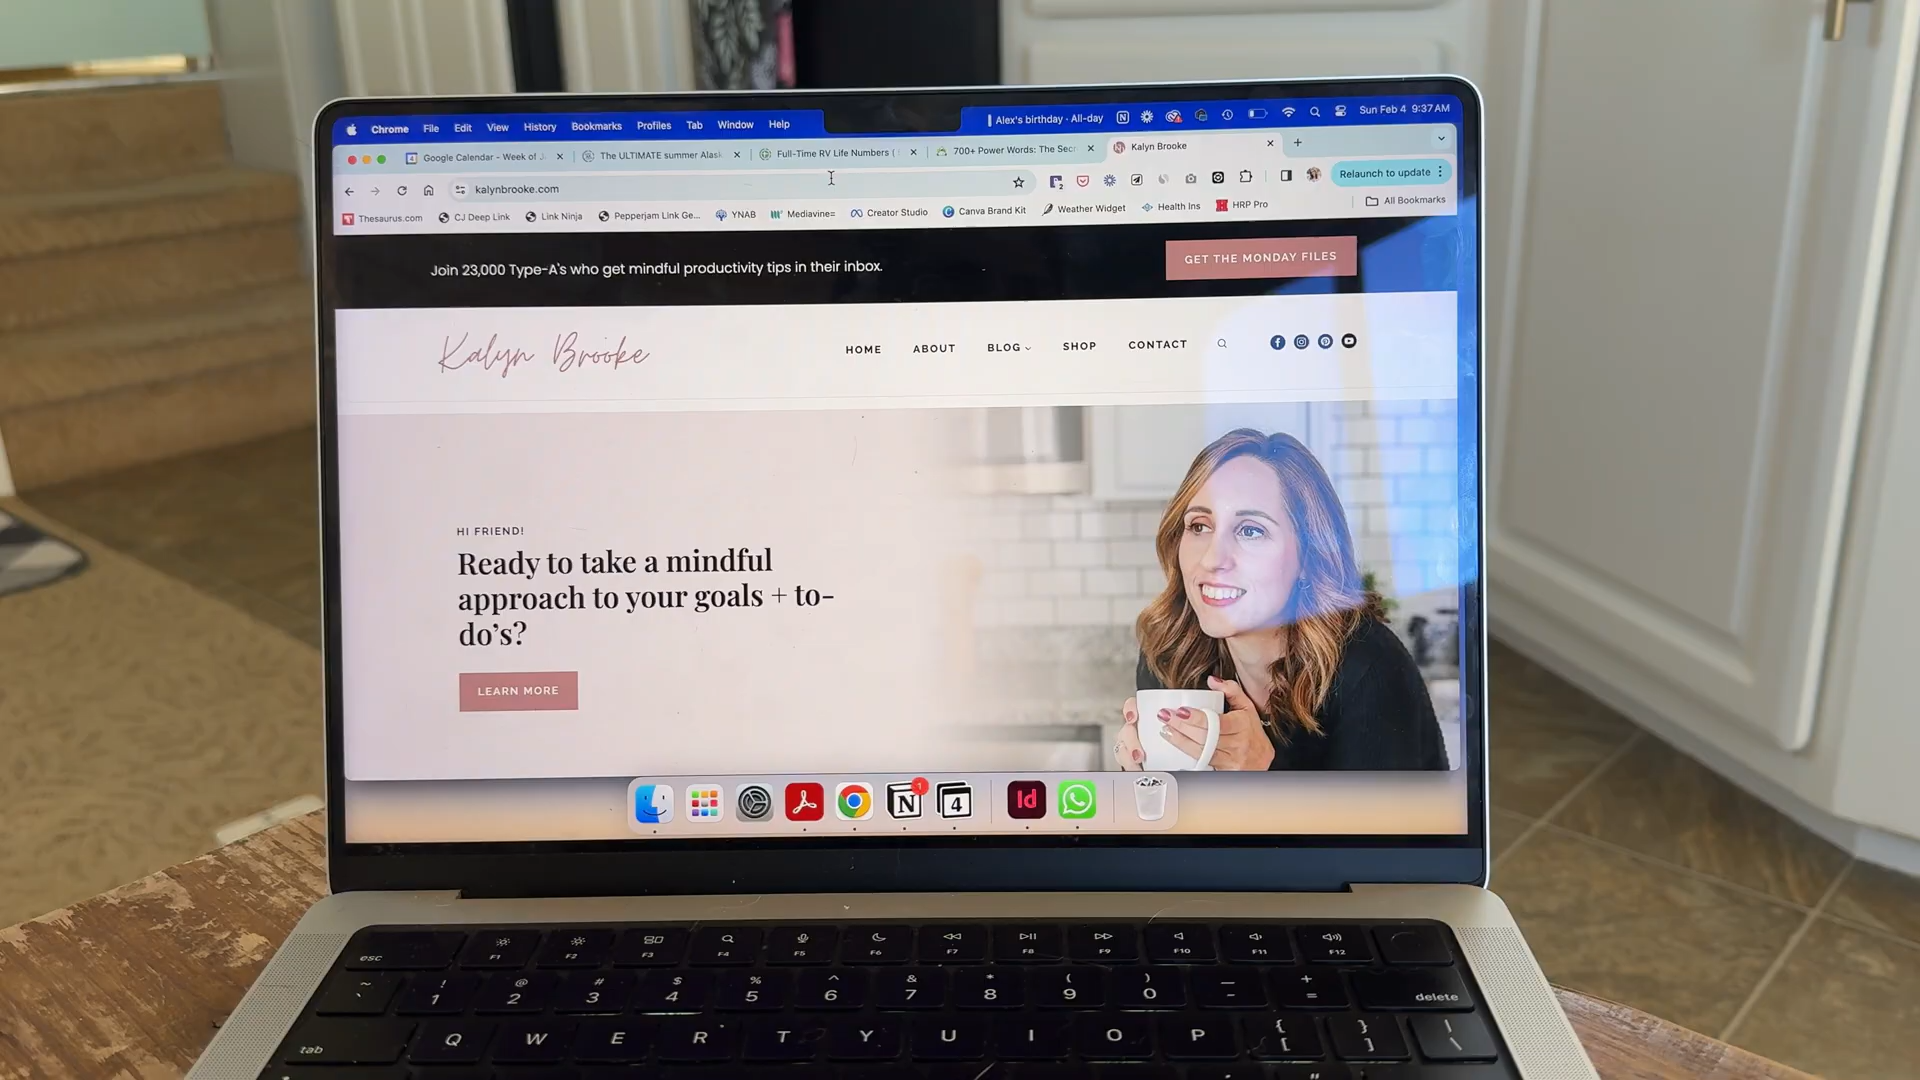 Chrome File Edit View History Bookmarks Profiles Tab Window Help
Alex's birthday · All-day
Sun Feb 4 9:37 AM
Google Calendar - Week of J
The ULTIMATE summer Alask
Full-Time RV Life Numbers (
700+ Power Words: The Secr
Kalyn Brooke
kalynbrooke.com
Relaunch to update
Thesaurus.com CJ Deep Link Link Ninja Pepperjam Link Ge... YNAB Mediavine= Creator Studio Canva Brand Kit Weather Widget Health Ins HRP Pro All Bookmarks
Join 23,000 Type-A's who get mindful productivity tips in their inbox.
GET THE MONDAY FILES
Kalyn Brooke
HOME ABOUT BLOG SHOP CONTACT
HI FRIEND!
Ready to take a mindful
approach to your goals + to-
do's?
LEARN MORE
N 1 4 Id
esc F1 F2 F3 F4 F5 F6 F7 F8 F9 F10 F11 F12
~ ! @ # $ % ^ & * ( ) — +
` 1 2 3 4 5 6 7 8 9 0 - = delete
tab Q W E R T Y U I O P { [ } ] | \